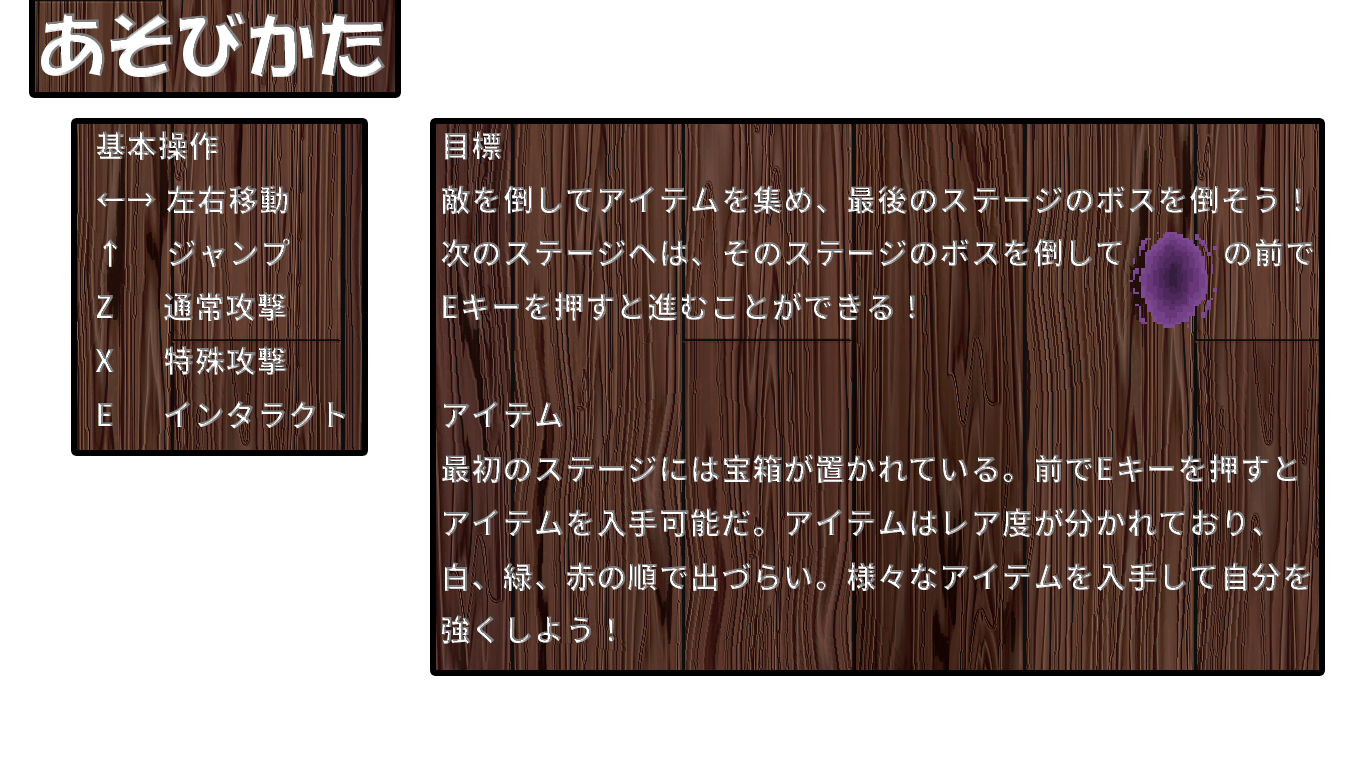 あそびかた
基本操作
←→ 左右移動
↑ ジャンプ
Z 通常攻撃
X 特殊攻撃
E インタラクト
目標
敵を倒してアイテムを集め、最後のステージのボスを倒そう！
次のステージへは、そのステージのボスを倒して の前で
Eキーを押すと進むことができる！
アイテム
最初のステージには宝箱が置かれている。前でEキーを押すと
アイテムを入手可能だ。アイテムはレア度が分かれており、
白、緑、赤の順で出づらい。様々なアイテムを入手して自分を
強くしよう！